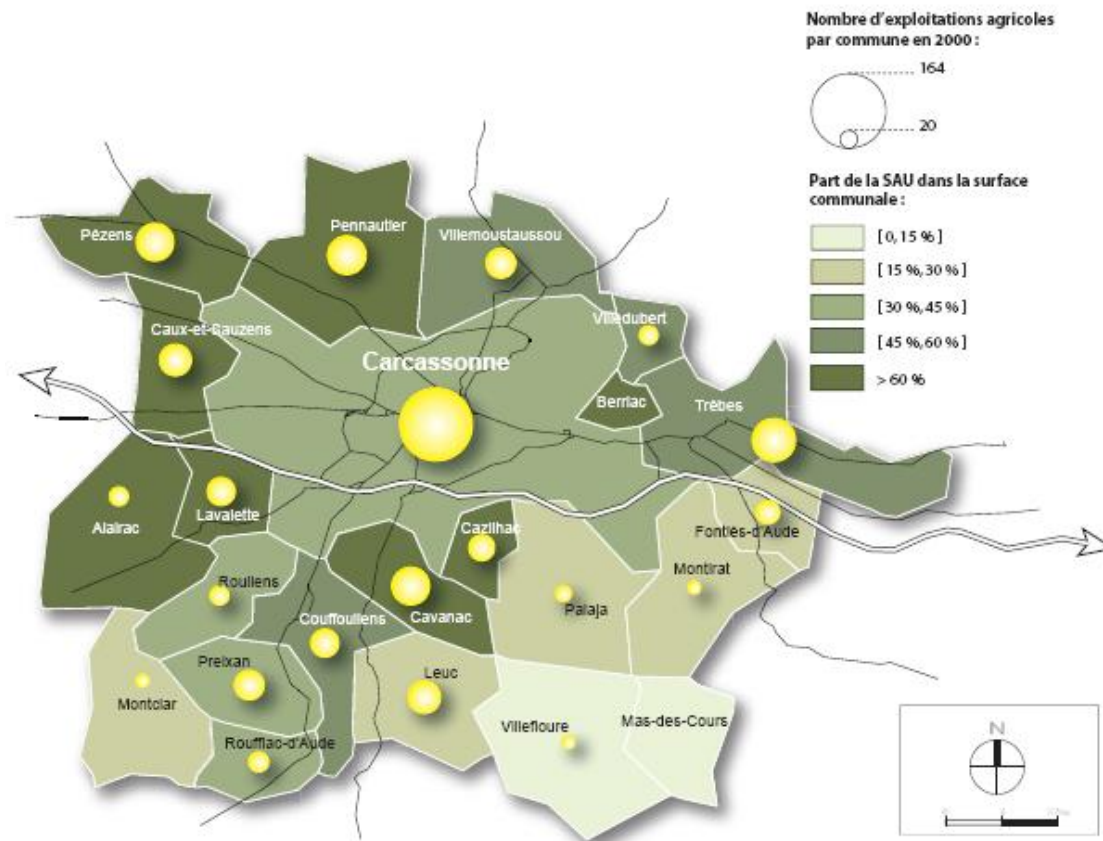 Nombre d'exploitations agricoles
par commune en 2000 :
164
20
Part de la SAU dans la surface
communale :
[ 0, 15 % ]
[ 15 %, 30 % ]
[ 30 %, 45 % ]
[ 45 %, 60 % ]
> 60 %
Pézens
Pennautier
Villemoustaussou
Caux-et-Sauzens
Villedubert
Carcassonne
Berriac
Trèbes
Alairac
Lavalette
Cazilhac
Fontiès-d'Aude
Roullens
Montirat
Palaja
Couffoulens
Cavanac
Preixan
Leuc
Montclar
Villefloure
Mas-des-Cours
Rouffiac-d'Aude
N
0